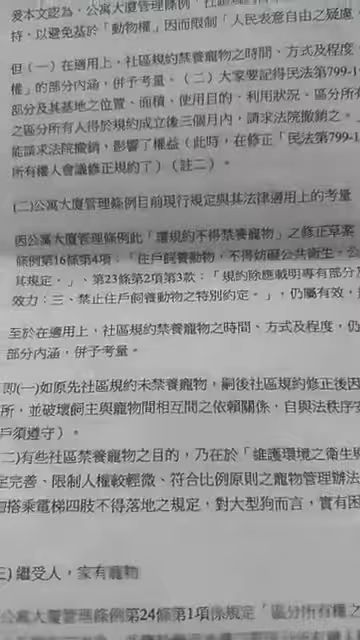 爰本文認為，公寓大廈管理條例「社區
持，以避免基於「動物權」因而限制「人民表意自由之疑慮
但（一）在適用上，社區規約禁養寵物之時間、方式及程度
權」的部分內涵，併予考量。（二）大家要記得民法第799-
部分及其基地之位置、面積、使用目的、利用狀況、區分所有
之區分所有人得於規約成立後三個月內，請求法院撤銷之。」
能請求法院撤銷，影響了權益（此時，在修正「民法第799-1
所有權人會議修正規約了）（註二）。
(二)公寓大廈管理條例目前現行規定與其法律適用上的考量
因公寓大廈管理條例此「環規約不得禁養寵物」之修正草案
條例第16條第4項：「住戶飼養動物，不得妨礙公共衛生、公
其規定。」、第23條第2項第3款：「規約除應載明專有部分及
效力：三、禁止住戶飼養動物之特別約定。」，仍屬有效，
至於在適用上，社區規約禁養寵物之時間、方式及程度，仍
部分內涵，併予考量。
即(一)如原先社區規約未禁養寵物，嗣後社區規約修正後因
所，並破壞飼主與寵物間相互間之依賴關係，自與法秩序安
戶須遵守）。
二)有些社區禁養寵物之目的，乃在於「維護環境之衛生與
定完善、限制人權較輕微、符合比例原則之寵物管理辦法
如搭乘電梯四肢不得落地之規定，對大型狗而言，實有困
三) 繼受人，家有寵物
公寓大廈管理條例第24條第1項係規定「區分所有權之